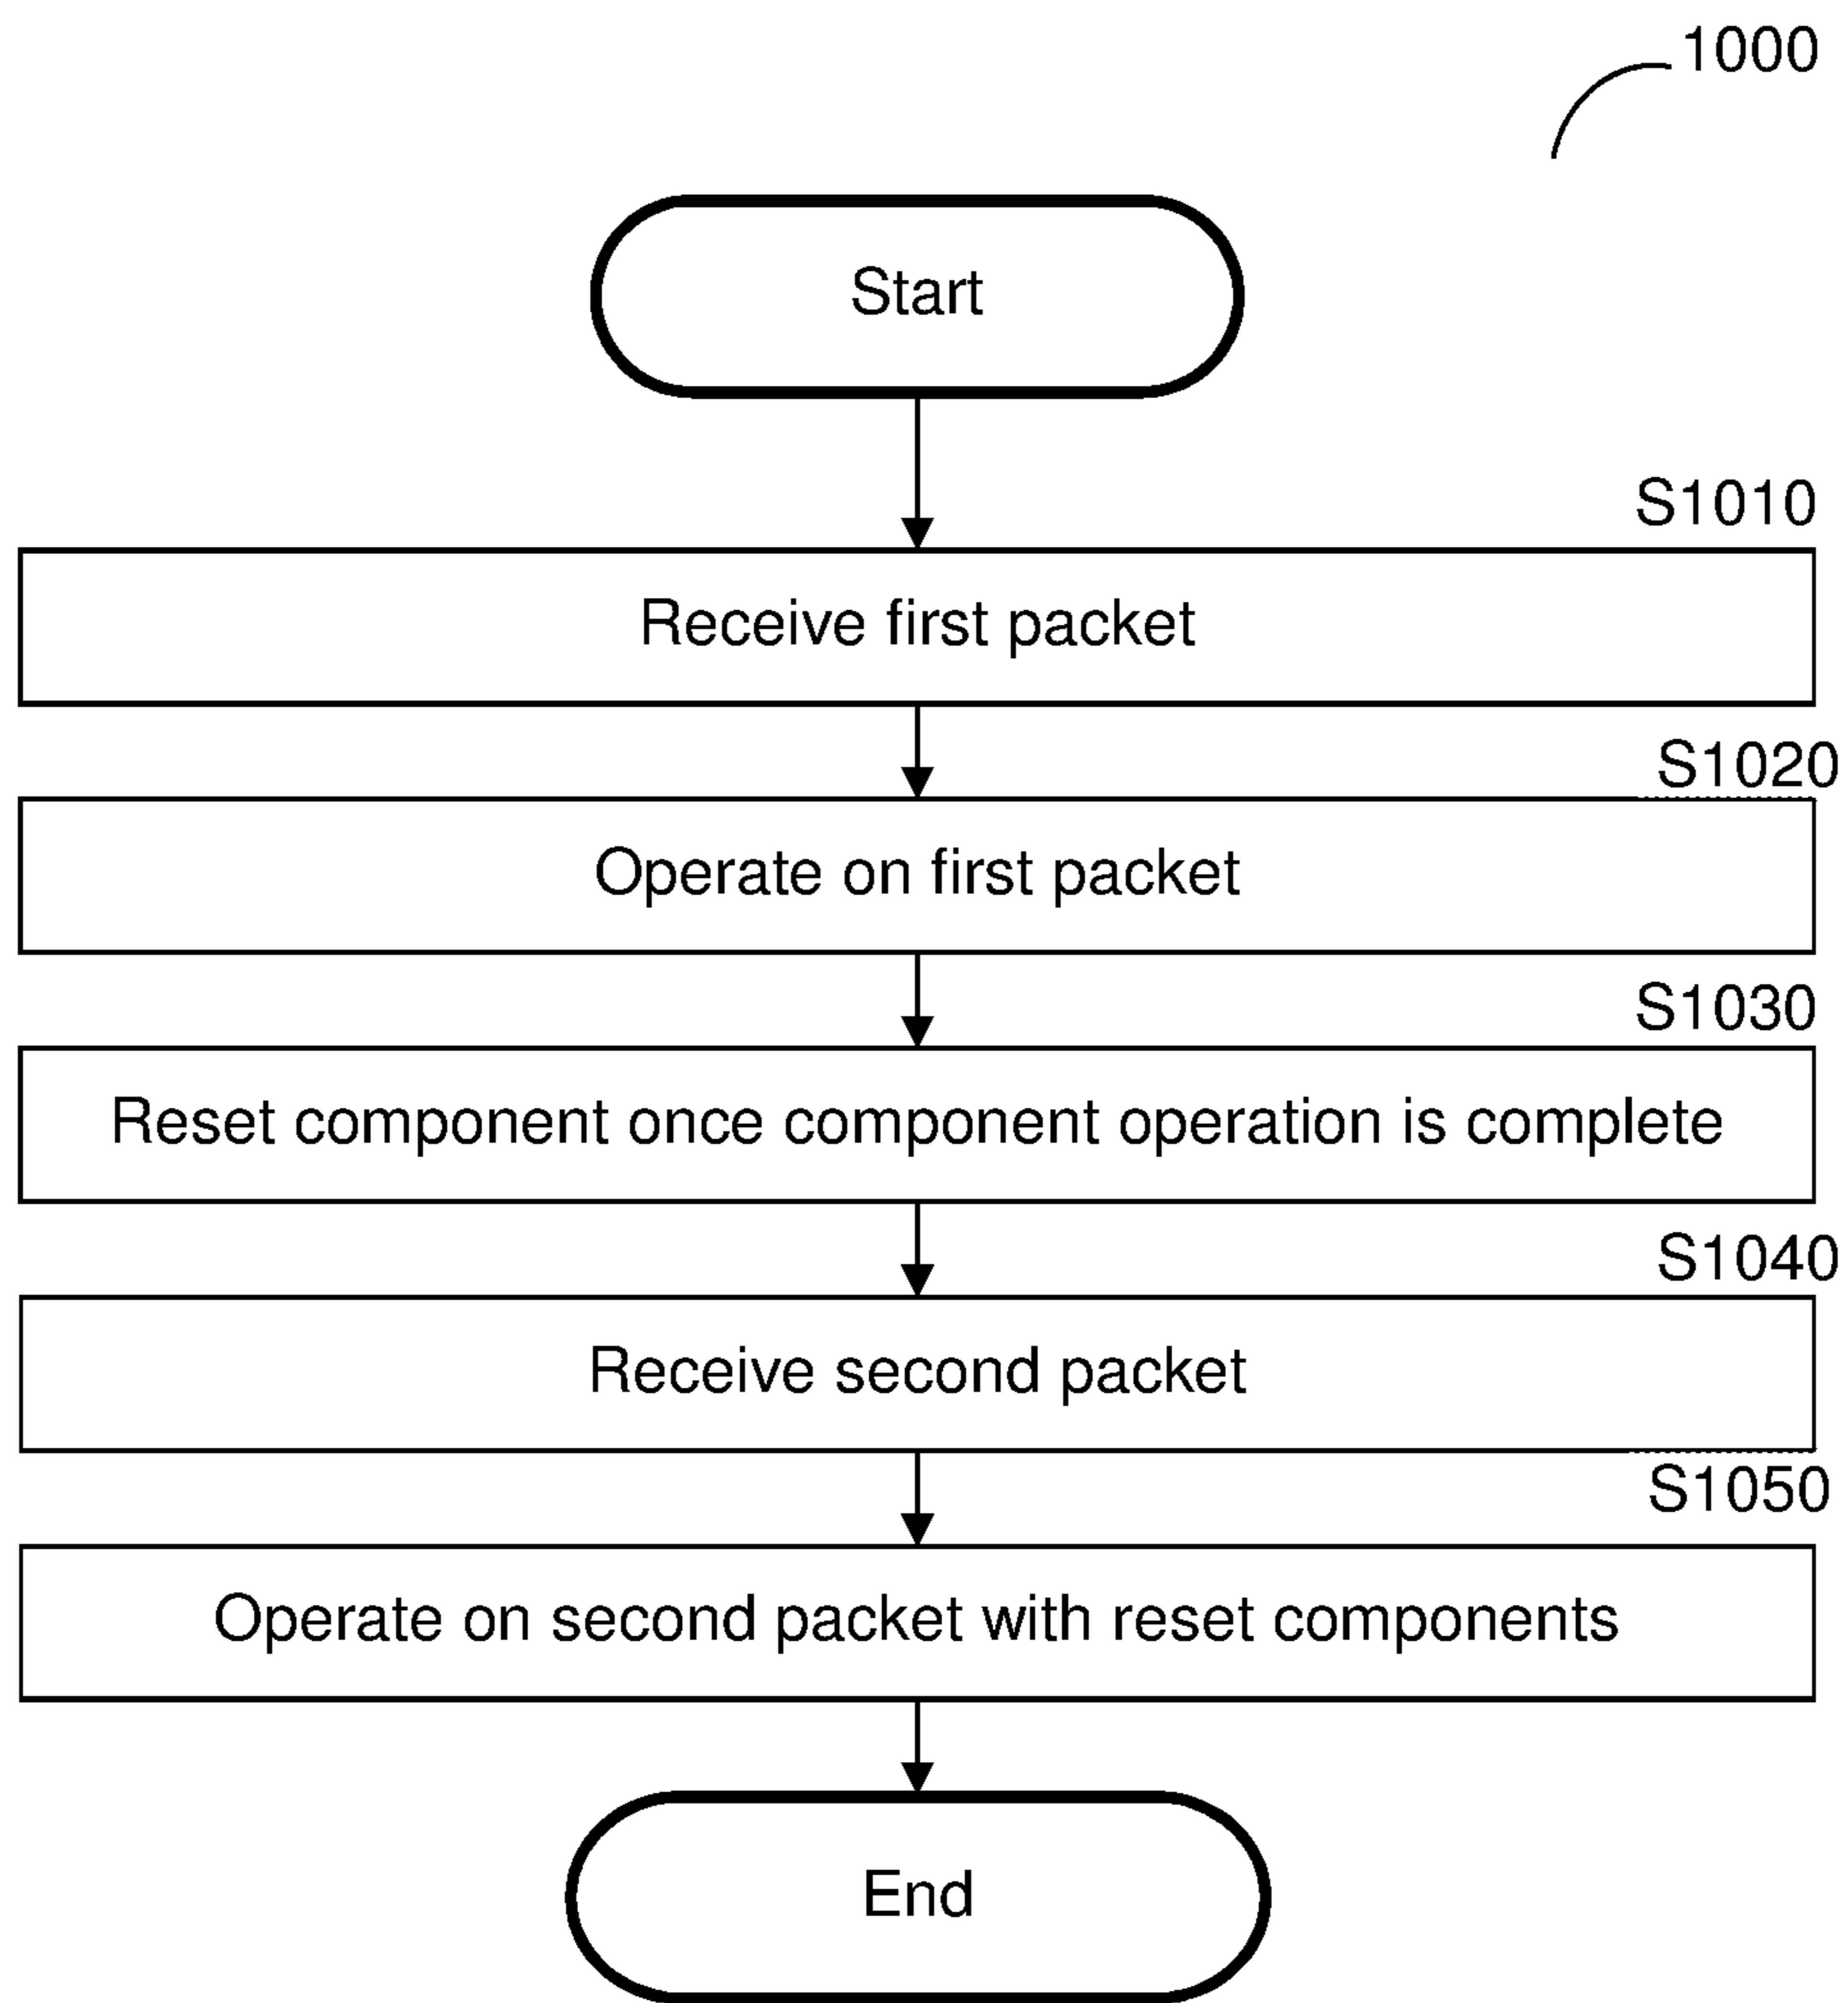 1000
Start
S1010
Receive first packet
S1020
Operate on first packet
S1030
Reset component once component operation is complete
S1040
Receive second packet
S1050
Operate on second packet with reset components
End